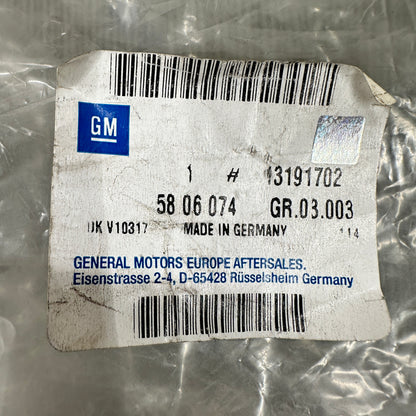 GM
1 # 13191702
58 06 074 GR.03.003
DK V10317 MADE IN GERMANY 114
GENERAL MOTORS EUROPE AFTERSALES.
Eisenstrasse 2-4, D-65428 Rüsselsheim Germany